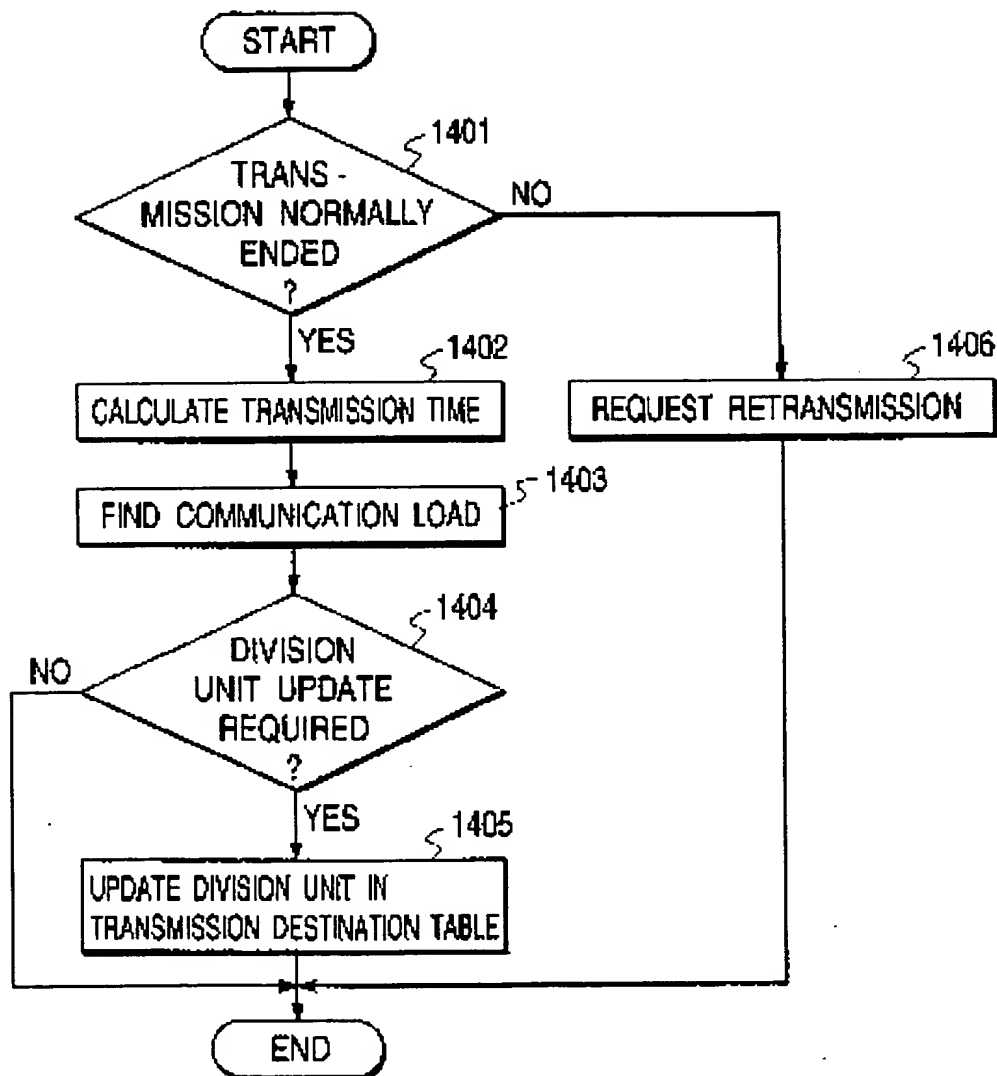 START
1401
TRANS -
MISSION NORMALLY
ENDED
?
NO
YES
1402
CALCULATE TRANSMISSION TIME
1406
REQUEST RETRANSMISSION
1403
FIND COMMUNICATION LOAD
1404
DIVISION
UNIT UPDATE
REQUIRED
?
NO
YES
1405
UPDATE DIVISION UNIT IN
TRANSMISSION DESTINATION TABLE
END